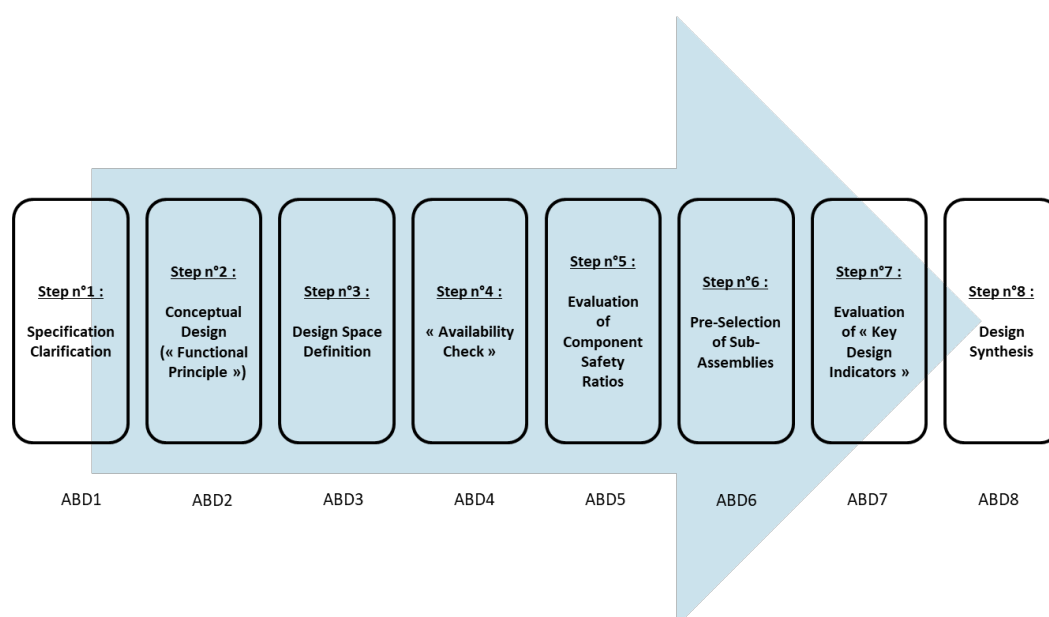 Step n°1 :
Specification
Clarification
Step n°2 :
Conceptual
Design
(« Functional
Principle »)
Step n°3 :
Design Space
Definition
Step n°4 :
« Availability
Check »
Step n°5 :
Evaluation
of
Component
Safety
Ratios
Step n°6 :
Pre-Selection
of Sub-
Assemblies
Step n°7 :
Evaluation
of « Key
Design
Indicators »
Step n°8 :
Design
Synthesis
ABD1
ABD2
ABD3
ABD4
ABD5
ABD6
ABD7
ABD8